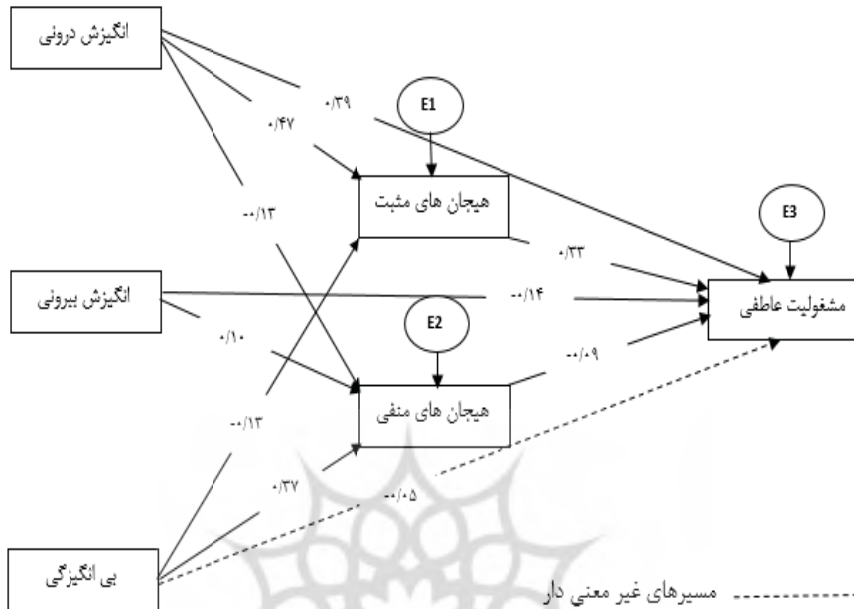 انگیزش درونی
۰/۳۹
E1
۰/۴۷
هیجان های مثبت
E3
-۰/۱۳
۰/۳۳
انگیزش بیرونی
-۰/۱۴
مشغولیت عاطفی
E2
۰/۱۰
-۰/۰۹
هیجان های منفی
-۰/۱۳
۰/۳۷
-۰/۰۵
بی انگیزگی
مسیرهای غیر معنی دار